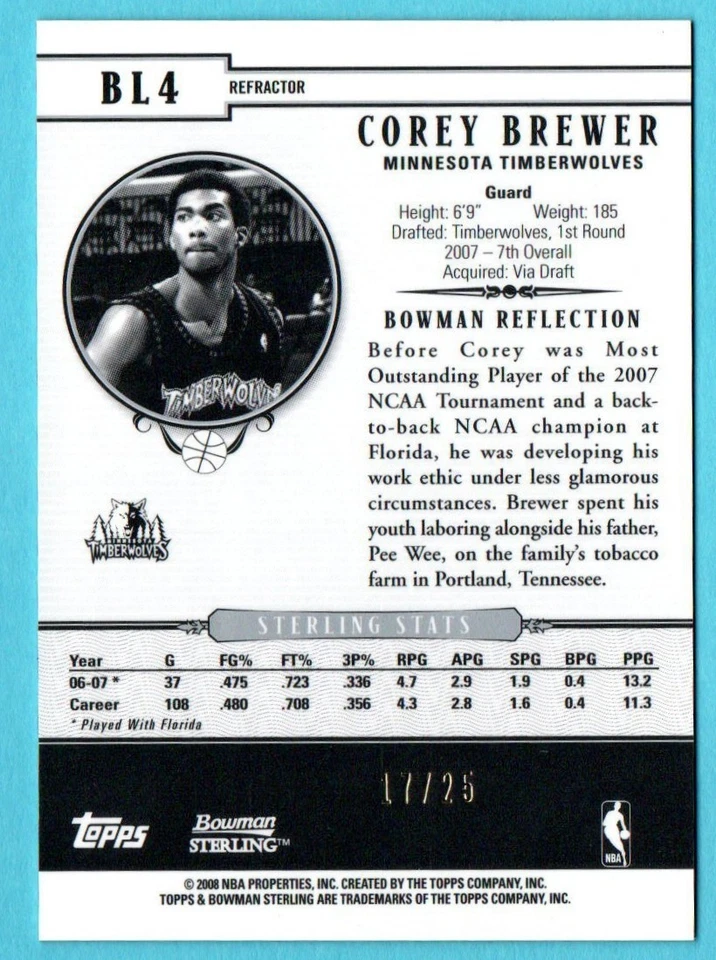 BL4
REFRACTOR
COREY BREWER
MINNESOTA TIMBERWOLVES
Guard
Height: 6'9" Weight: 185
Drafted: Timberwolves, 1st Round
2007 – 7th Overall
Acquired: Via Draft
TIMBERWOLV
BOWMAN REFLECTION
Before Corey was Most
Outstanding Player of the 2007
NCAA Tournament and a back-
to-back NCAA champion at
Florida, he was developing his
work ethic under less glamorous
circumstances. Brewer spent his
youth laboring alongside his father,
Pee Wee, on the family's tobacco
farm in Portland, Tennessee.
MINNESOTA
TIMBERWOLVES
STERLING STATS
Year G FG% FT% 3P% RPG APG SPG BPG PPG
06-07 * 37 .475 .723 .336 4.7 2.9 1.9 0.4 13.2
Career 108 .480 .708 .356 4.3 2.8 1.6 0.4 11.3
* Played With Florida
17/25
topps
Bowman
STERLING™
NBA
© 2008 NBA PROPERTIES, INC. CREATED BY THE TOPPS COMPANY, INC.
TOPPS & BOWMAN STERLING ARE TRADEMARKS OF THE TOPPS COMPANY, INC.